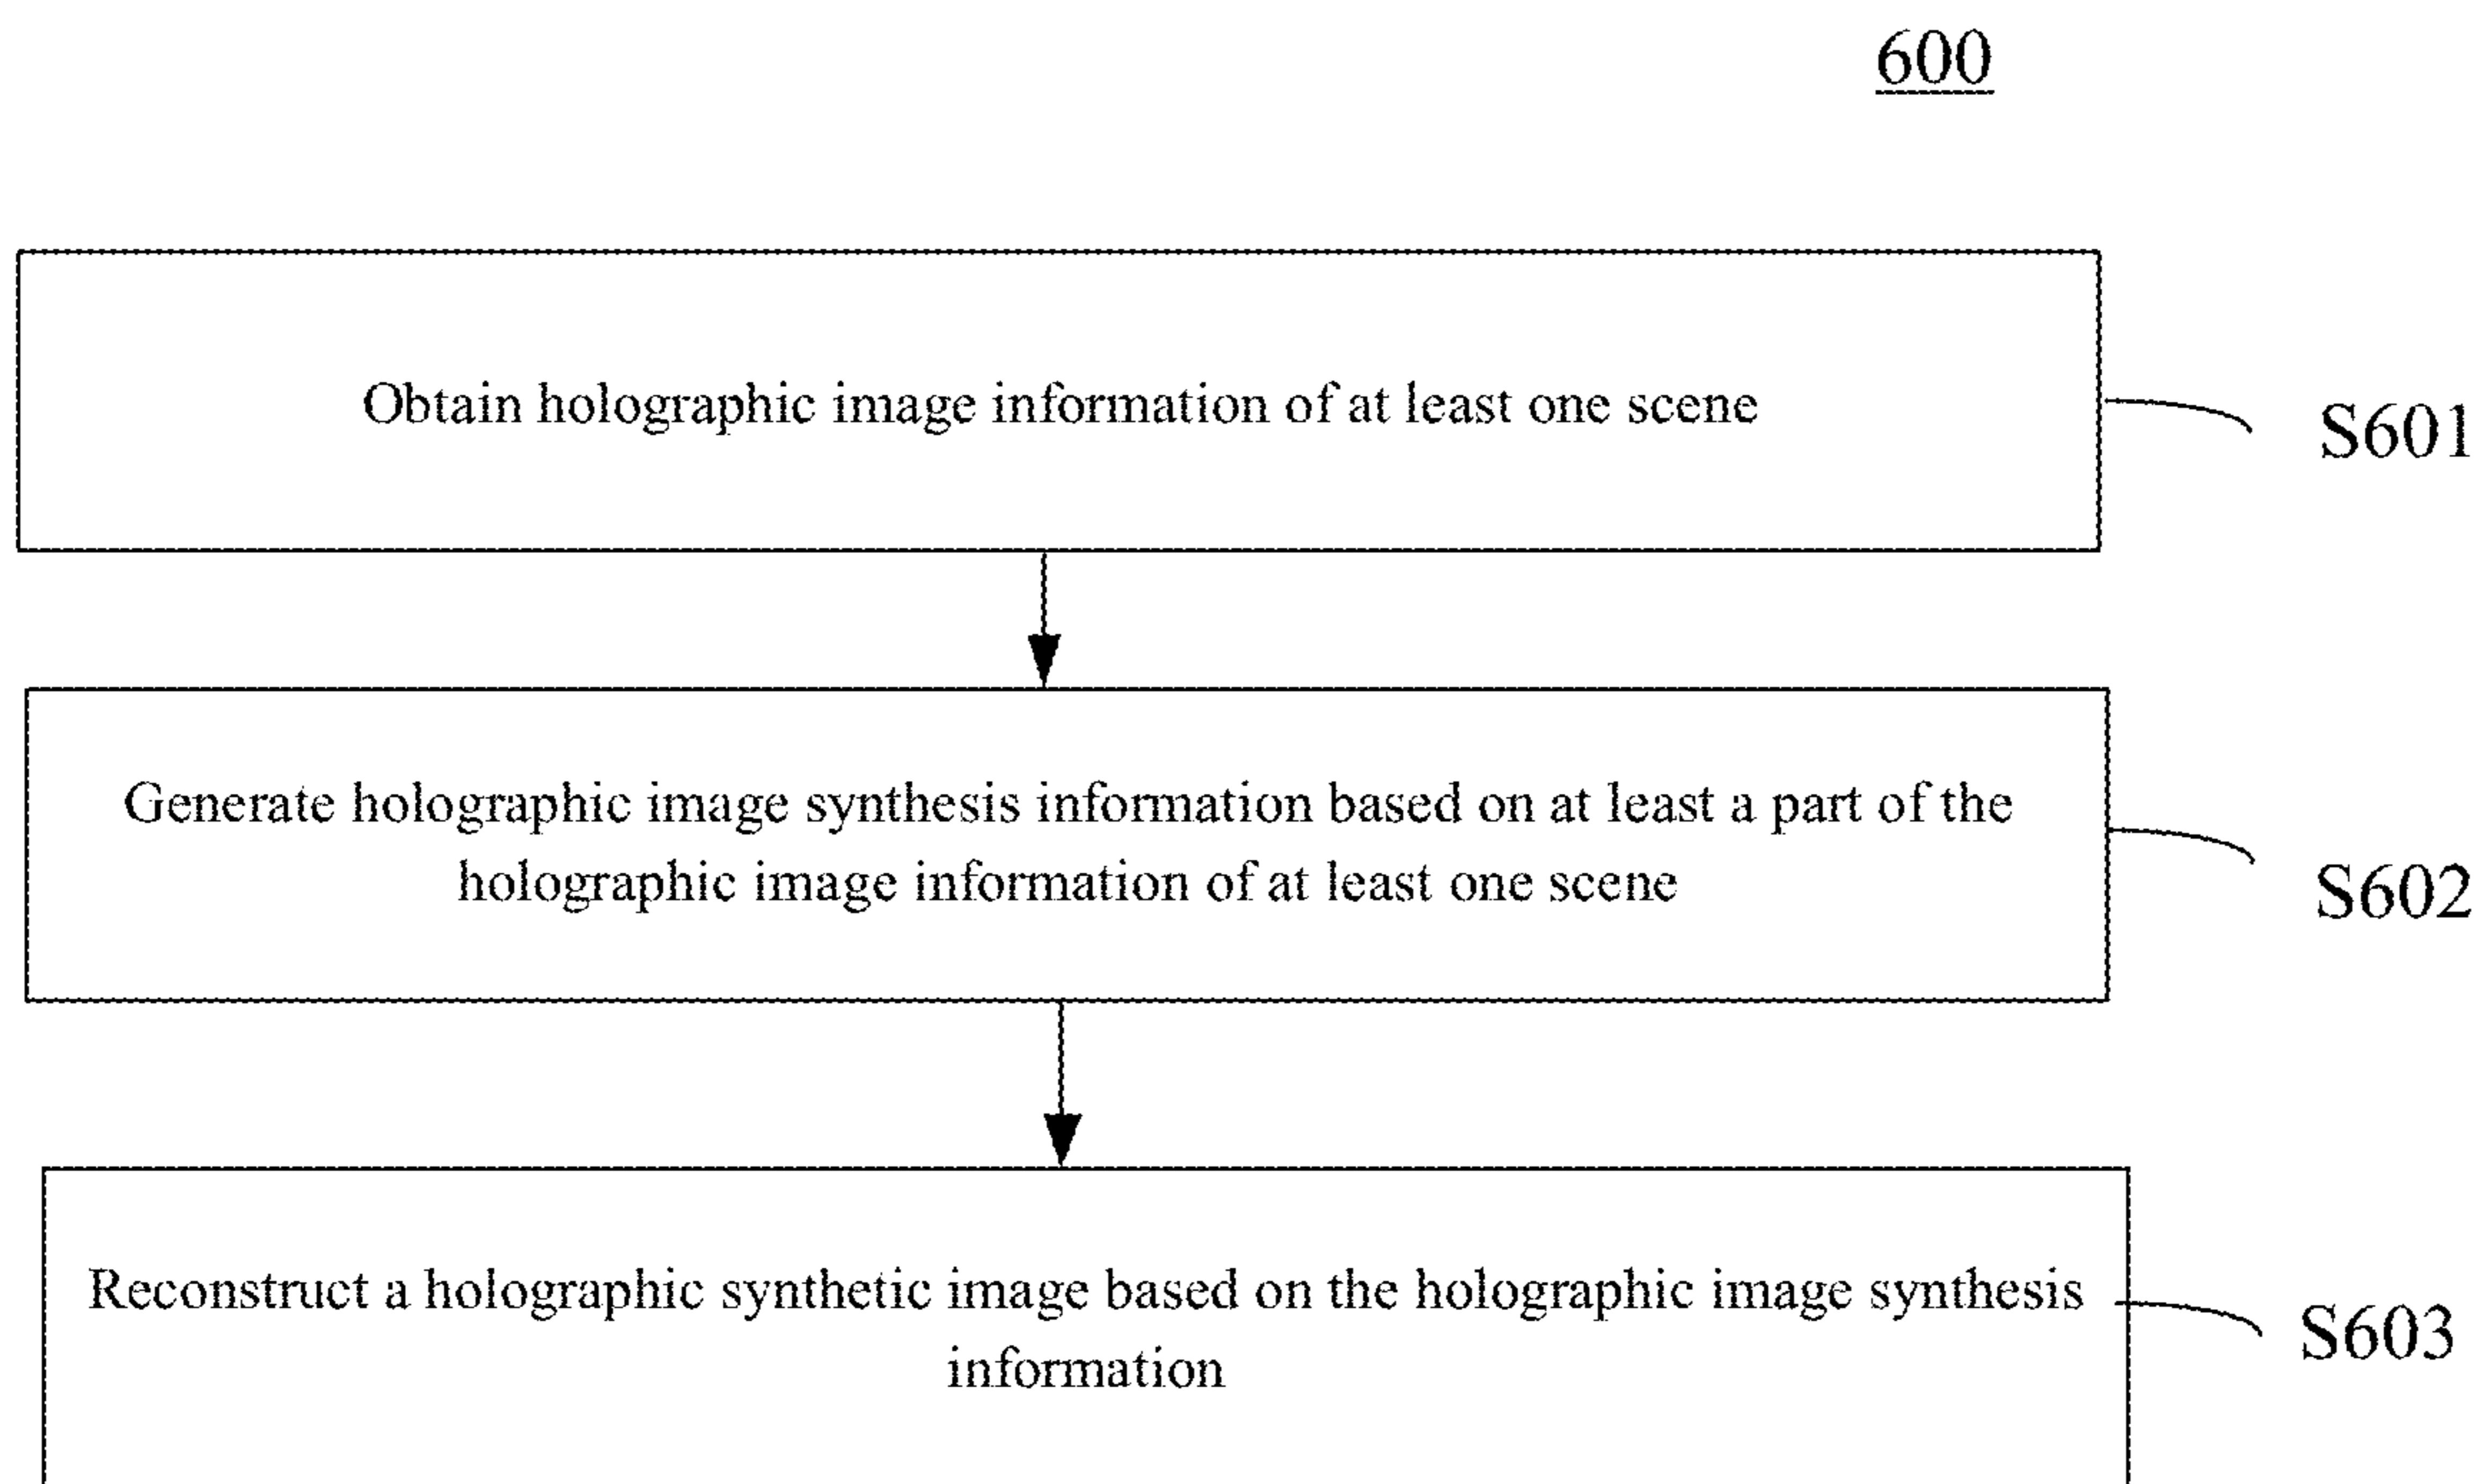 600
Obtain holographic image information of at least one scene
S601
Generate holographic image synthesis information based on at least a part of the
holographic image information of at least one scene
S602
Reconstruct a holographic synthetic image based on the holographic image synthesis
information
S603